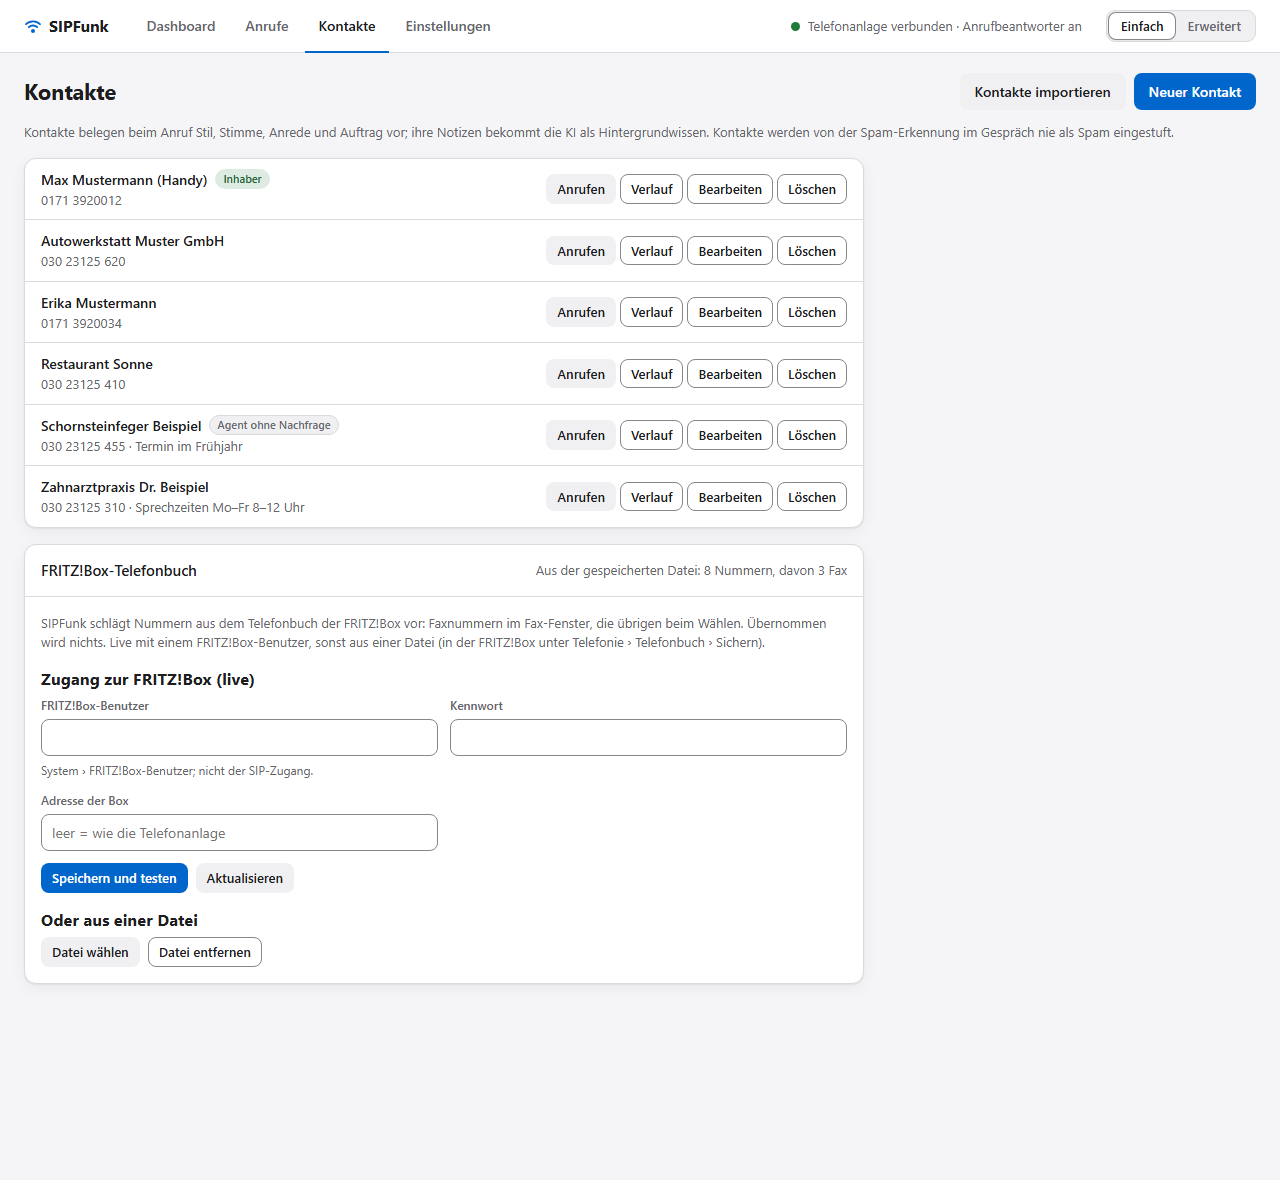 SIPFunk Dashboard Anrufe Kontakte Einstellungen Telefonanlage verbunden · Anrufbeantworter an Einfach Erweitert
Kontakte Kontakte importieren Neuer Kontakt
Kontakte belegen beim Anruf Stil, Stimme, Anrede und Auftrag vor; ihre Notizen bekommt die KI als Hintergrundwissen. Kontakte werden von der Spam-Erkennung im Gespräch nie als Spam eingestuft.
Max Mustermann (Handy) Inhaber
0171 3920012
Anrufen Verlauf Bearbeiten Löschen
Autowerkstatt Muster GmbH
030 23125 620
Anrufen Verlauf Bearbeiten Löschen
Erika Mustermann
0171 3920034
Anrufen Verlauf Bearbeiten Löschen
Restaurant Sonne
030 23125 410
Anrufen Verlauf Bearbeiten Löschen
Schornsteinfeger Beispiel Agent ohne Nachfrage
030 23125 455 · Termin im Frühjahr
Anrufen Verlauf Bearbeiten Löschen
Zahnarztpraxis Dr. Beispiel
030 23125 310 · Sprechzeiten Mo–Fr 8–12 Uhr
Anrufen Verlauf Bearbeiten Löschen
FRITZ!Box-Telefonbuch Aus der gespeicherten Datei: 8 Nummern, davon 3 Fax
SIPFunk schlägt Nummern aus dem Telefonbuch der FRITZ!Box vor: Faxnummern im Fax-Fenster, die übrigen beim Wählen. Übernommen
wird nichts. Live mit einem FRITZ!Box-Benutzer, sonst aus einer Datei (in der FRITZ!Box unter Telefonie › Telefonbuch › Sichern).
Zugang zur FRITZ!Box (live)
FRITZ!Box-Benutzer Kennwort
System › FRITZ!Box-Benutzer; nicht der SIP-Zugang.
Adresse der Box
leer = wie die Telefonanlage
Speichern und testen Aktualisieren
Oder aus einer Datei
Datei wählen Datei entfernen